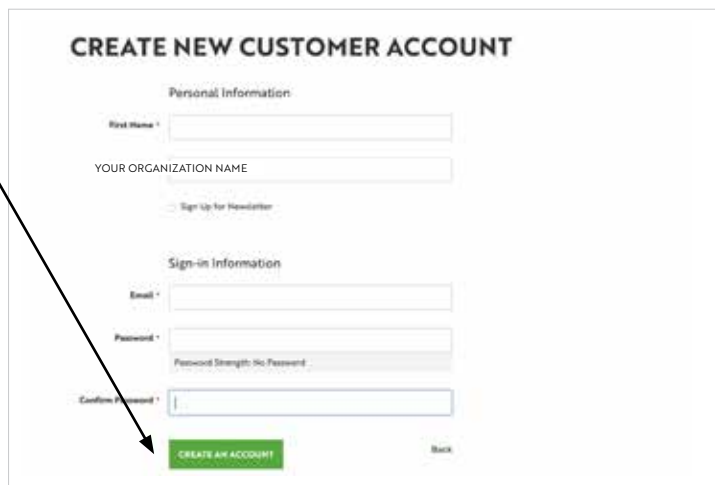 CREATE NEW CUSTOMER ACCOUNT
Personal Information
First Name *
YOUR ORGANIZATION NAME
Sign Up for Newsletter
Sign-in Information
Email *
Password *
Password Strength: No Password
Confirm Password *
CREATE AN ACCOUNT
Back